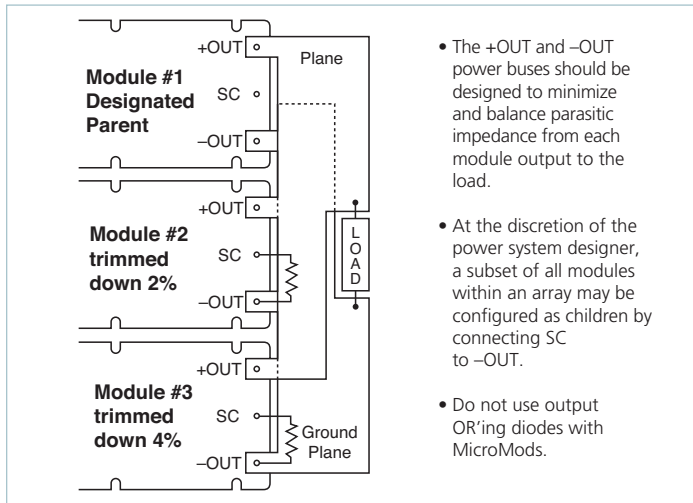 +OUT
Plane
Module #1
Designated
Parent
SC
–OUT
+OUT
Module #2
trimmed
down 2%
SC
–OUT
LOAD
+OUT
Module #3
trimmed
down 4%
SC
Ground
Plane
–OUT
• The +OUT and –OUT
power buses should be
designed to minimize
and balance parasitic
impedance from each
module output to the
load.
• At the discretion of the
power system designer,
a subset of all modules
within an array may be
configured as children by
connecting SC
to –OUT.
• Do not use output
OR’ing diodes with
MicroMods.